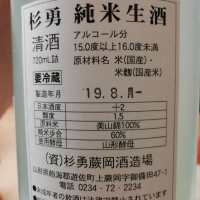 杉勇 純米生酒
清酒
720mL詰
要冷蔵
アルコール分
15.0度以上16.0度未満
原材料名 米(国産)・
米麹(国産米)
製造年月 19.8.月-
日本酒度 +2
酸度 1.5
原料米 美山錦100%
精米歩合 60%
使用酵母 山形酵母
(資)杉勇蕨岡酒造場
山形県飽海郡遊佐町上蕨岡字御備田47-1
電話 0234-72-2234